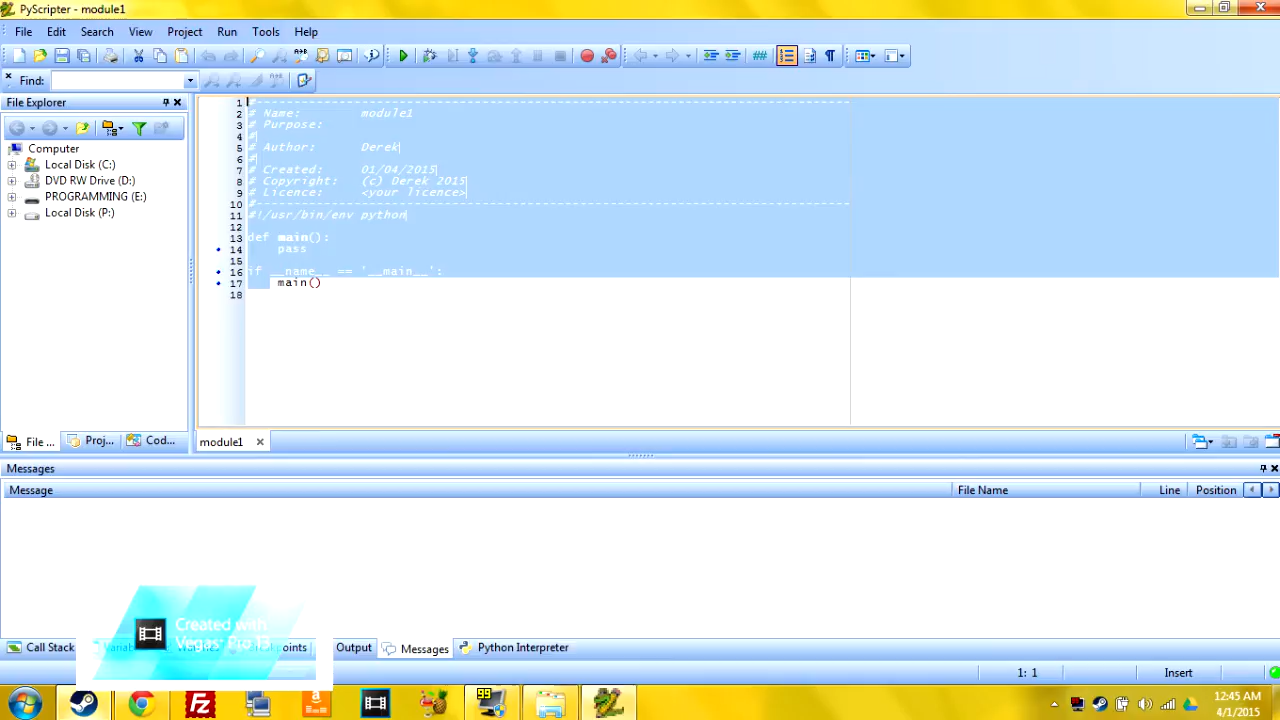 PyScripter - module1
File Edit Search View Project Run Tools Help
Find:
File Explorer
Computer
Local Disk (C:)
DVD RW Drive (D:)
PROGRAMMING (E:)
Local Disk (P:)
1 #-------------------------------------------------------------------------------
2 # Name: module1
3 # Purpose:
4 #
5 # Author: Derek
6 #
7 # Created: 01/04/2015
8 # Copyright: (c) Derek 2015
9 # Licence: <your licence>
10 #-------------------------------------------------------------------------------
11 #!/usr/bin/env python
12
13 def main():
14 pass
15
16 if __name__ == '__main__':
17 main()
18
File ... Proj... Cod...
module1
Messages
Message File Name Line Position
Created with
Vegas Pro
Call Stack Output Messages Python Interpreter
1: 1 Insert
99
12:45 AM
4/1/2015